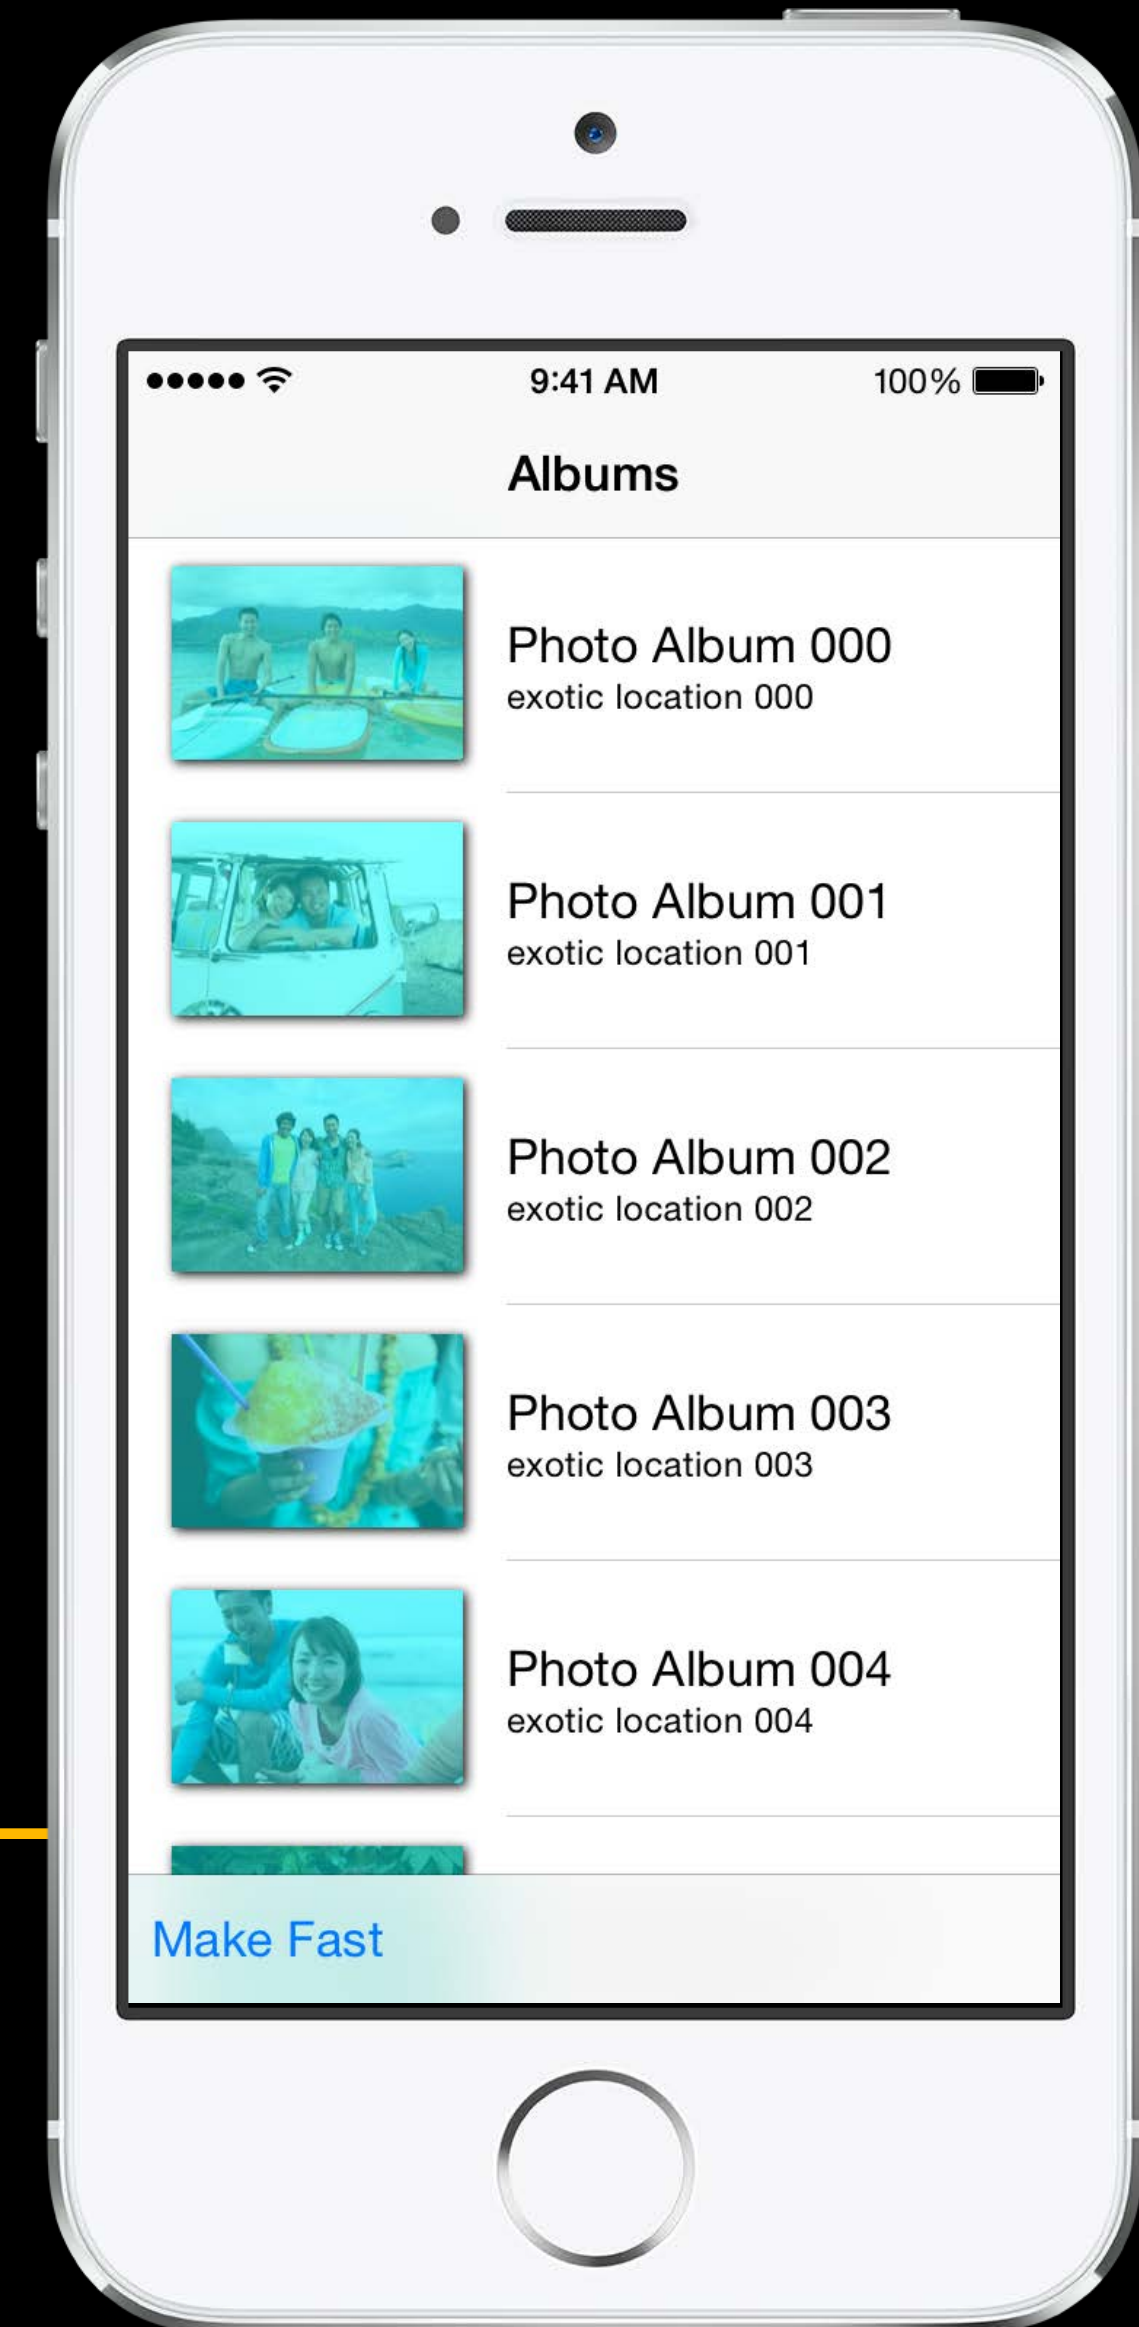 9:41 AM 100%
Albums
Photo Album 000
exotic location 000
Photo Album 001
exotic location 001
Photo Album 002
exotic location 002
Photo Album 003
exotic location 003
Photo Album 004
exotic location 004
Make Fast